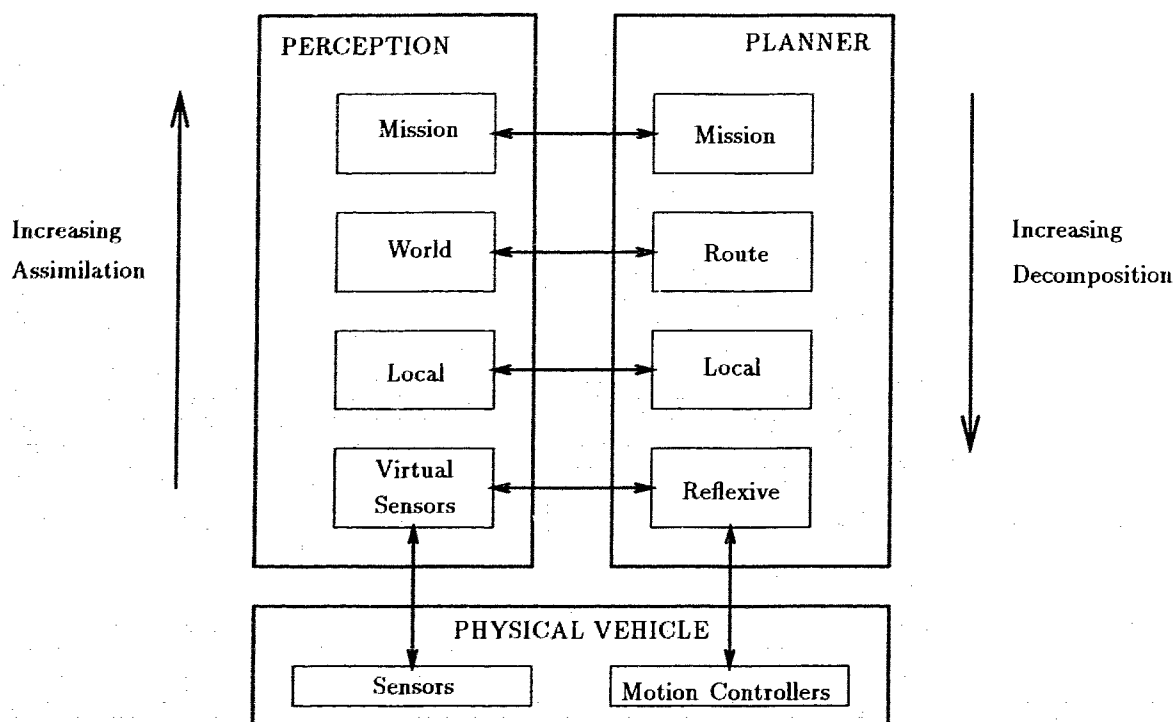 PERCEPTION
PLANNER
Mission
Mission
Increasing
Assimilation
World
Route
Increasing
Decomposition
Local
Local
Virtual
Sensors
Reflexive
PHYSICAL VEHICLE
Sensors
Motion Controllers